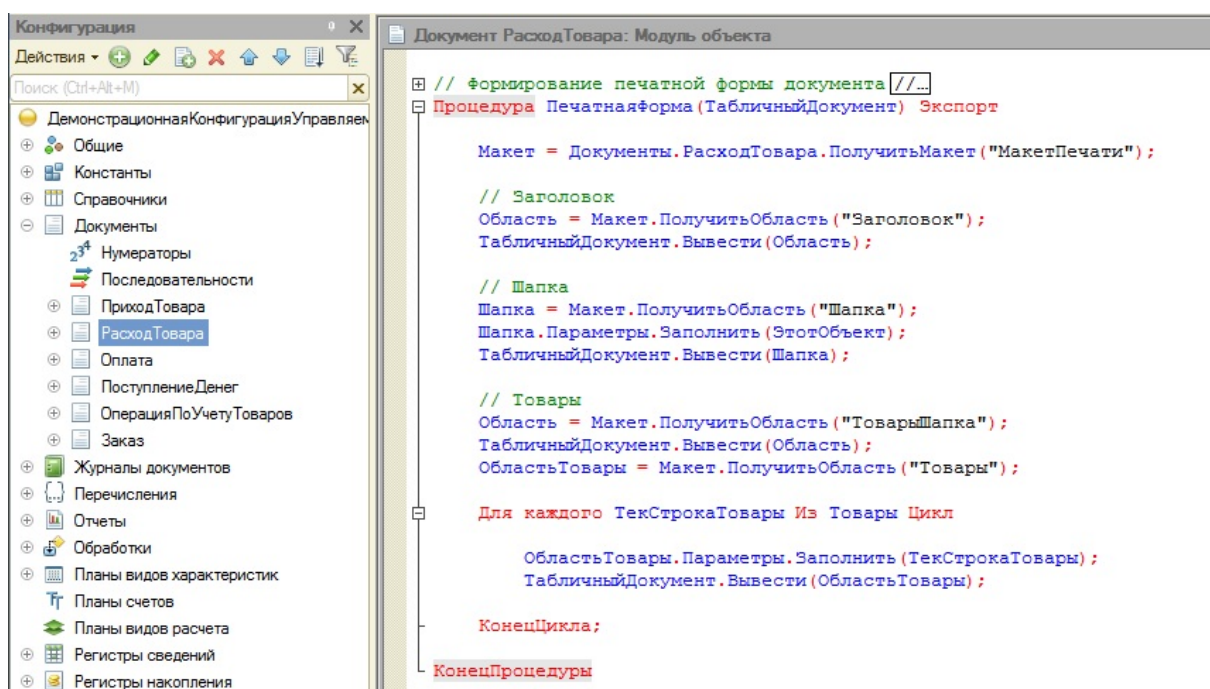 Конфигурация
Действия
Поиск (Ctrl+Alt+M)
ДемонстрационнаяКонфигурацияУправляем
Общие
Константы
Справочники
Документы
Нумераторы
Последовательности
ПриходТовара
РасходТовара
Оплата
ПоступлениеДенег
ОперацияПоУчетуТоваров
Заказ
Журналы документов
Перечисления
Отчеты
Обработки
Планы видов характеристик
Планы счетов
Планы видов расчета
Регистры сведений
Регистры накопления
Документ РасходТовара: Модуль объекта
// Формирование печатной формы документа //...
Процедура ПечатнаяФорма(ТабличныйДокумент) Экспорт
Макет = Документы.РасходТовара.ПолучитьМакет("МакетПечати");
// Заголовок
Область = Макет.ПолучитьОбласть("Заголовок");
ТабличныйДокумент.Вывести(Область);
// Шапка
Шапка = Макет.ПолучитьОбласть("Шапка");
Шапка.Параметры.Заполнить(ЭтотОбъект);
ТабличныйДокумент.Вывести(Шапка);
// Товары
Область = Макет.ПолучитьОбласть("ТоварыШапка");
ТабличныйДокумент.Вывести(Область);
ОбластьТовары = Макет.ПолучитьОбласть("Товары");
Для каждого ТекСтрокаТовары Из Товары Цикл
ОбластьТовары.Параметры.Заполнить(ТекСтрокаТовары);
ТабличныйДокумент.Вывести(ОбластьТовары);
КонецЦикла;
КонецПроцедуры